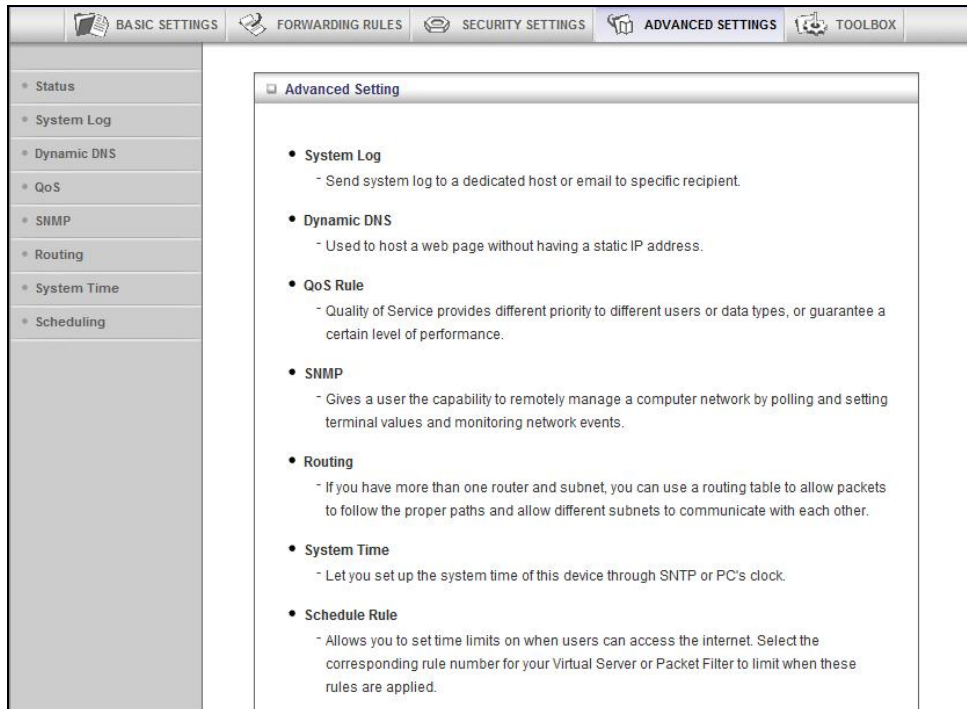 BASIC SETTINGS FORWARDING RULES SECURITY SETTINGS ADVANCED SETTINGS TOOLBOX
Status
System Log
Dynamic DNS
QoS
SNMP
Routing
System Time
Scheduling
Advanced Setting
• System Log
- Send system log to a dedicated host or email to specific recipient.
• Dynamic DNS
- Used to host a web page without having a static IP address.
• QoS Rule
- Quality of Service provides different priority to different users or data types, or guarantee a
certain level of performance.
• SNMP
- Gives a user the capability to remotely manage a computer network by polling and setting
terminal values and monitoring network events.
• Routing
- If you have more than one router and subnet, you can use a routing table to allow packets
to follow the proper paths and allow different subnets to communicate with each other.
• System Time
- Let you set up the system time of this device through SNTP or PC's clock.
• Schedule Rule
- Allows you to set time limits on when users can access the internet. Select the
corresponding rule number for your Virtual Server or Packet Filter to limit when these
rules are applied.